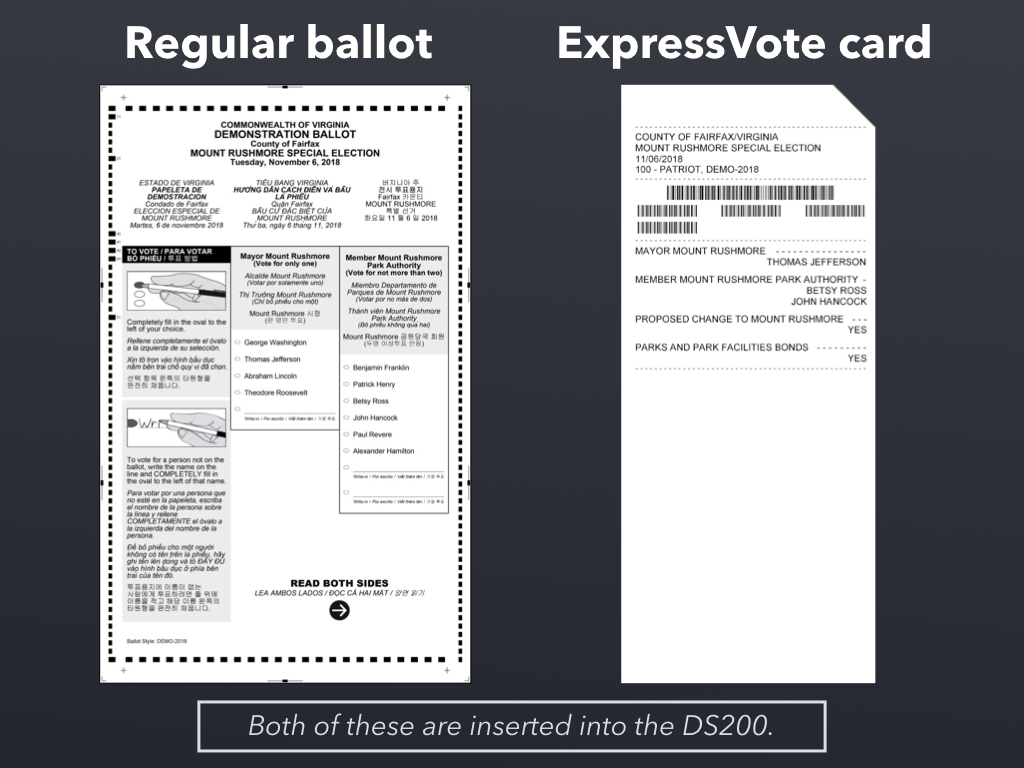 Regular ballot
ExpressVote card
COMMONWEALTH OF VIRGINIA
DEMONSTRATION BALLOT
County of Fairfax
MOUNT RUSHMORE SPECIAL ELECTION
Tuesday, November 6, 2018
ESTADO DE VIRGINIA
PAPELETA DE
DEMOSTRACION
Condado de Fairfax
ELECCION ESPECIAL DE
MOUNT RUSHMORE
Martes, 6 de noviembre 2018
TIỂU BANG VIRGINIA
HƯỚNG DẪN CÁCH ĐIỀN VÀ BẦU
LÁ PHIẾU
Quận Fairfax
BẦU CỬ ĐẶC BIỆT CỦA
MOUNT RUSHMORE
Thứ ba, ngày 6 tháng 11, 2018
버지니아 주
전시 투표용지
Fairfax 카운티
MOUNT RUSHMORE
특별 선거
화요일 11 월 6 일 2018
TO VOTE / PARA VOTAR
BỎ PHIẾU / 투표 방법
Completely fill in the oval to the
left of your choice.
Rellene completamente el óvalo
a la izquierda de su selección.
Xin tô tròn vào hình bầu dục
nằm bên trái chỗ quý vị đã chọn.
선택 항목 왼쪽의 타원형을
완전히 채웁니다.
Wri
To vote for a person not on the
ballot, write the name on the
line and COMPLETELY fill in
the oval to the left of that name.
Para votar por una persona que
no esté en la papeleta, escriba
el nombre de la persona sobre
la línea y rellene
COMPLETAMENTE el óvalo a
la izquierda del nombre de la
persona.
Để bỏ phiếu cho một người
không có tên trên lá phiếu, hãy
ghi tên lên dòng và tô ĐẦY ĐỦ
vào hình bầu dục ở phía bên
trái của tên đó.
투표용지에 이름이 없는
사람에게 투표하려면 줄 위에
이름을 적고 해당 이름 왼쪽의
타원형을 완전히 채웁니다.
Ballot Style: DEMO-2018
Mayor Mount Rushmore
(Vote for only one)
Alcalde Mount Rushmore
(Votar por solamente uno)
Thị Trưởng Mount Rushmore
(Chỉ bỏ phiếu cho một)
Mount Rushmore 시장
(한 명만 투표)
George Washington
Thomas Jefferson
Abraham Lincoln
Theodore Roosevelt
Write-in / Por escrito / Viết thêm tên / 기명 투표
Member Mount Rushmore
Park Authority
(Vote for not more than two)
Miembro Departamento de
Parques de Mount Rushmore
(Votar por no más de dos)
Thành viên Mount Rushmore
Park Authority
(Bỏ phiếu không quá hai)
Mount Rushmore 공원당국 회원
(두명 이상투표 안됨)
Benjamin Franklin
Patrick Henry
Betsy Ross
John Hancock
Paul Revere
Alexander Hamilton
Write-in / Por escrito / Viết thêm tên / 기명 투표
Write-in / Por escrito / Viết thêm tên / 기명 투표
READ BOTH SIDES
LEA AMBOS LADOS / ĐỌC CẢ HAI MẶT / 양면 읽기
COUNTY OF FAIRFAX/VIRGINIA
MOUNT RUSHMORE SPECIAL ELECTION
11/06/2018
100 - PATRIOT, DEMO-2018
MAYOR MOUNT RUSHMORE
THOMAS JEFFERSON
MEMBER MOUNT RUSHMORE PARK AUTHORITY -
BETSY ROSS
JOHN HANCOCK
PROPOSED CHANGE TO MOUNT RUSHMORE ---
YES
PARKS AND PARK FACILITIES BONDS
YES
Both of these are inserted into the DS200.